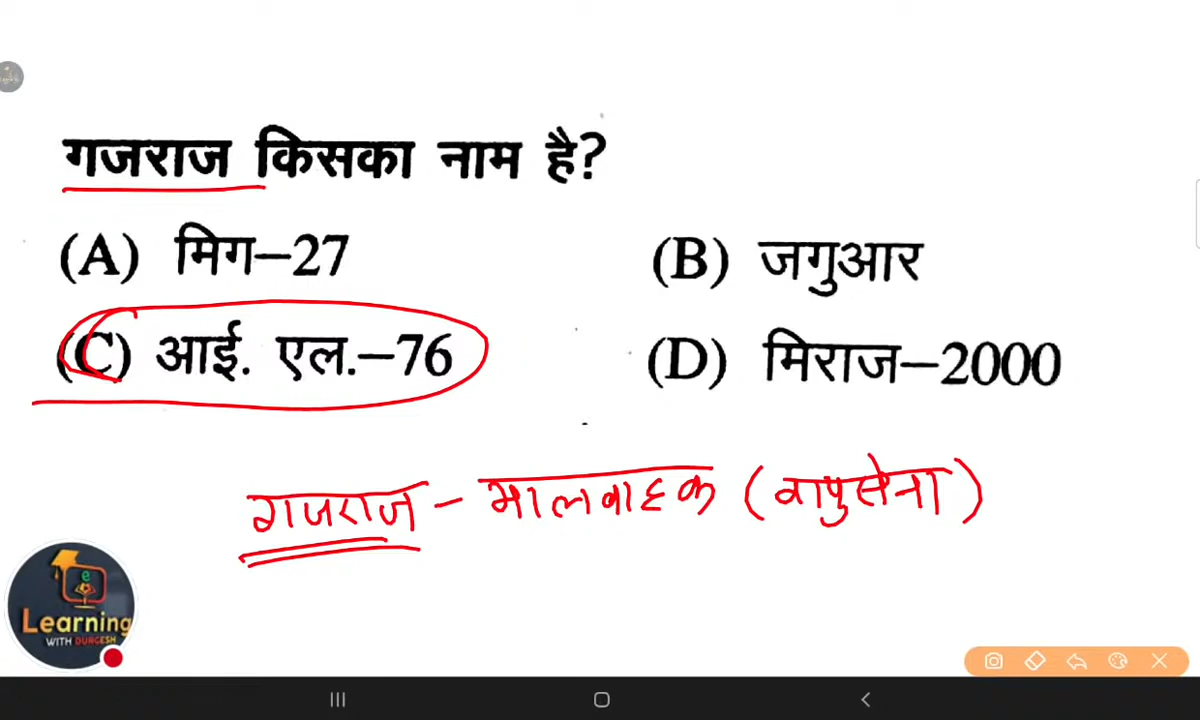 गजराज किसका नाम है?
(A) मिग–27
(B) जगुआर
(C) आई. एल.–76
(D) मिराज–2000
गजराज – मालवाहक (वायुसेना)
e
Learning
WITH DURGESH